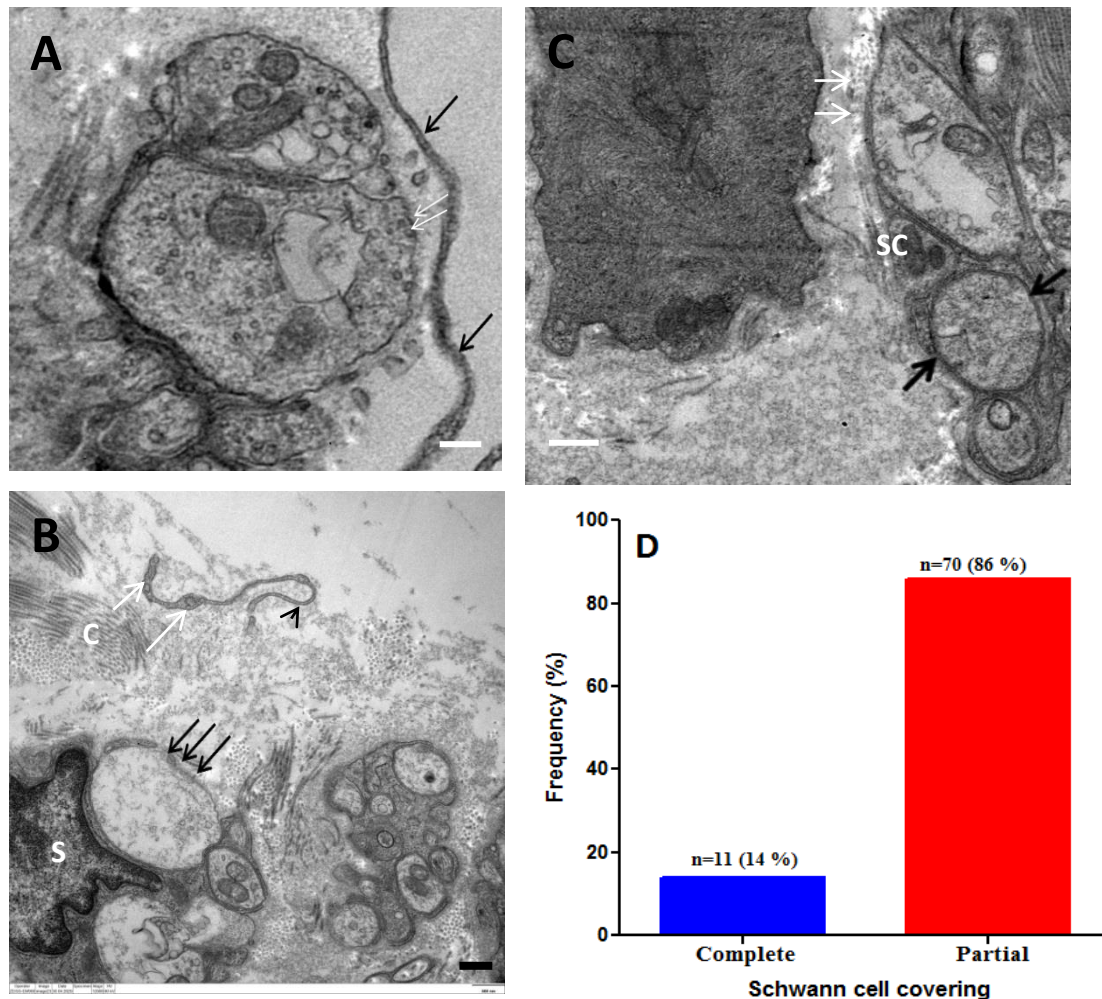 A
C
SC
B
C
S
D
100
80
60
40
20
0
Frequency (%)
n=11 (14 %)
n=70 (86 %)
Complete
Partial
Schwann cell covering